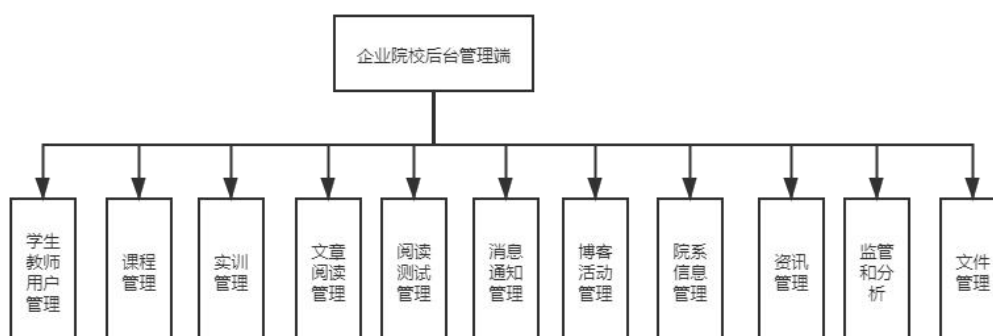 企业院校后台管理端
学生
教师
用户
管理
课程
管理
实训
管理
文章
阅读
管理
阅读
测试
管理
消息
通知
管理
博客
活动
管理
院系
信息
管理
资讯
管理
监管
和分
析
文件
管理